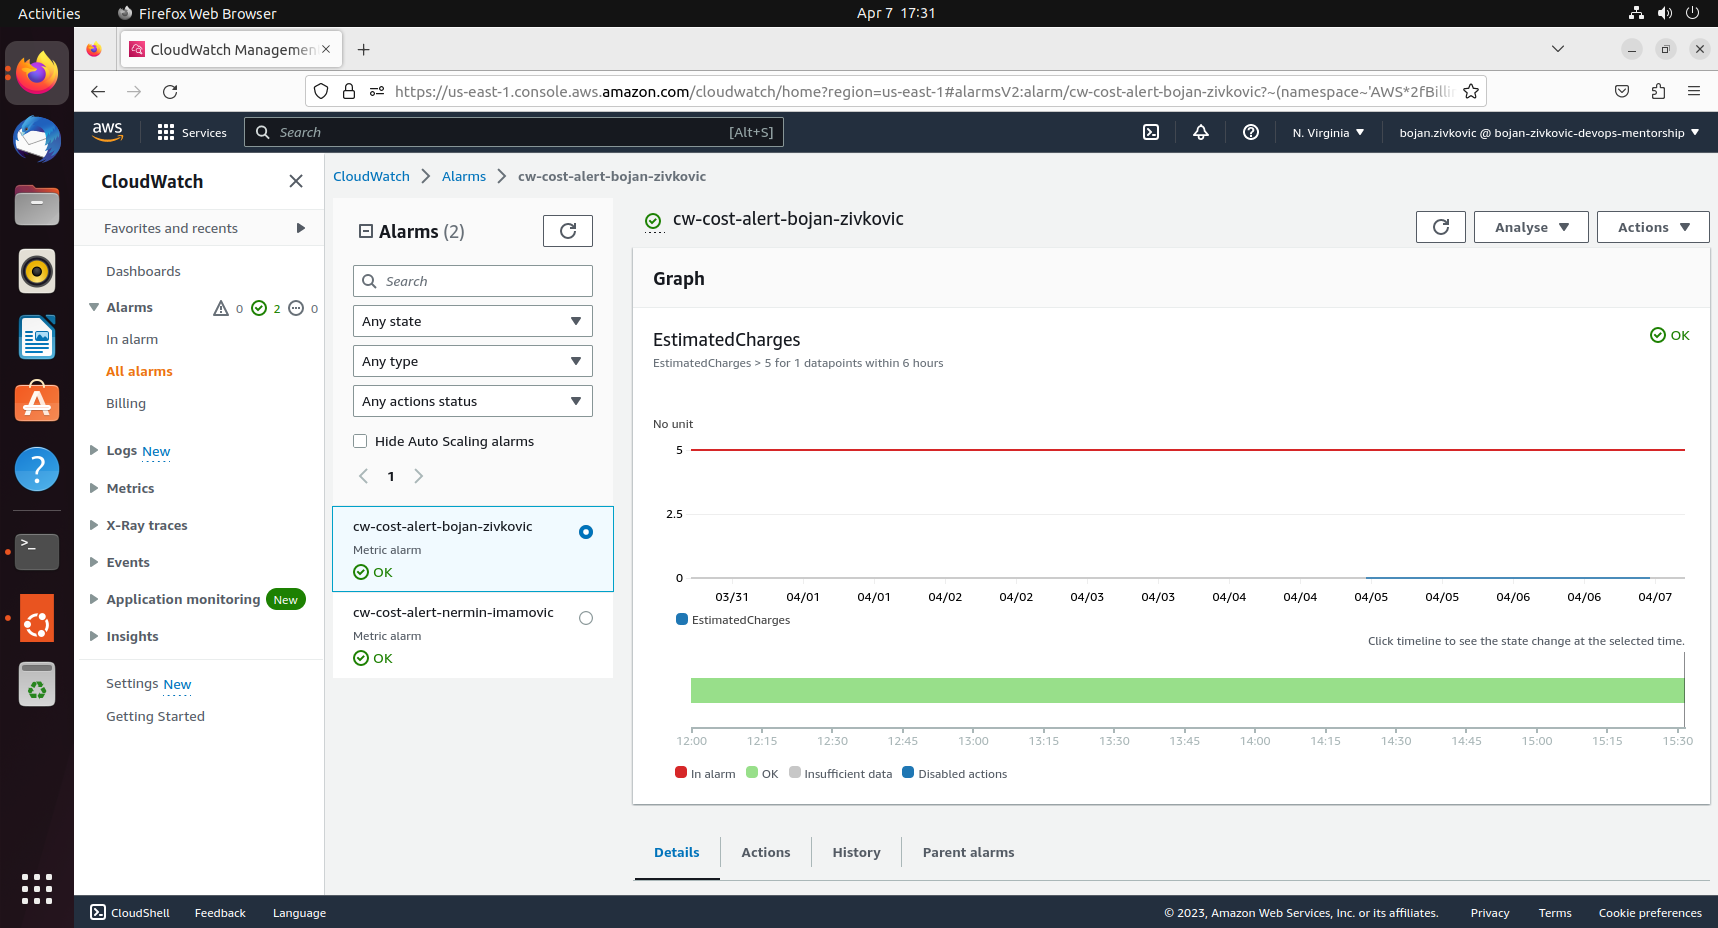 Activities
Firefox Web Browser
Apr 7 17:31
CloudWatch Managemen
https://us-east-1.console.aws.amazon.com/cloudwatch/home?region=us-east-1#alarmsV2:alarm/cw-cost-alert-bojan-zivkovic?~(namespace~'AWS*2fBillin
aws
Services
Search
[Alt+S]
N. Virginia
bojan.zivkovic @ bojan-zivkovic-devops-mentorship
CloudWatch
Favorites and recents
Dashboards
Alarms 0 2 0
In alarm
All alarms
Billing
Logs New
Metrics
X-Ray traces
Events
Application monitoring New
Insights
Settings New
Getting Started
CloudWatch
Alarms
cw-cost-alert-bojan-zivkovic
Alarms (2)
Search
Any state
Any type
Any actions status
Hide Auto Scaling alarms
1
cw-cost-alert-bojan-zivkovic
Metric alarm
OK
cw-cost-alert-nermin-imamovic
Metric alarm
OK
cw-cost-alert-bojan-zivkovic
Analyse
Actions
Graph
EstimatedCharges
OK
EstimatedCharges > 5 for 1 datapoints within 6 hours
No unit
5
2.5
0
03/31 04/01 04/01 04/02 04/02 04/03 04/03 04/04 04/04 04/05 04/05 04/06 04/06 04/07
EstimatedCharges
Click timeline to see the state change at the selected time.
12:00 12:15 12:30 12:45 13:00 13:15 13:30 13:45 14:00 14:15 14:30 14:45 15:00 15:15 15:30
In alarm OK Insufficient data Disabled actions
Details
Actions
History
Parent alarms
CloudShell
Feedback
Language
© 2023, Amazon Web Services, Inc. or its affiliates.
Privacy
Terms
Cookie preferences